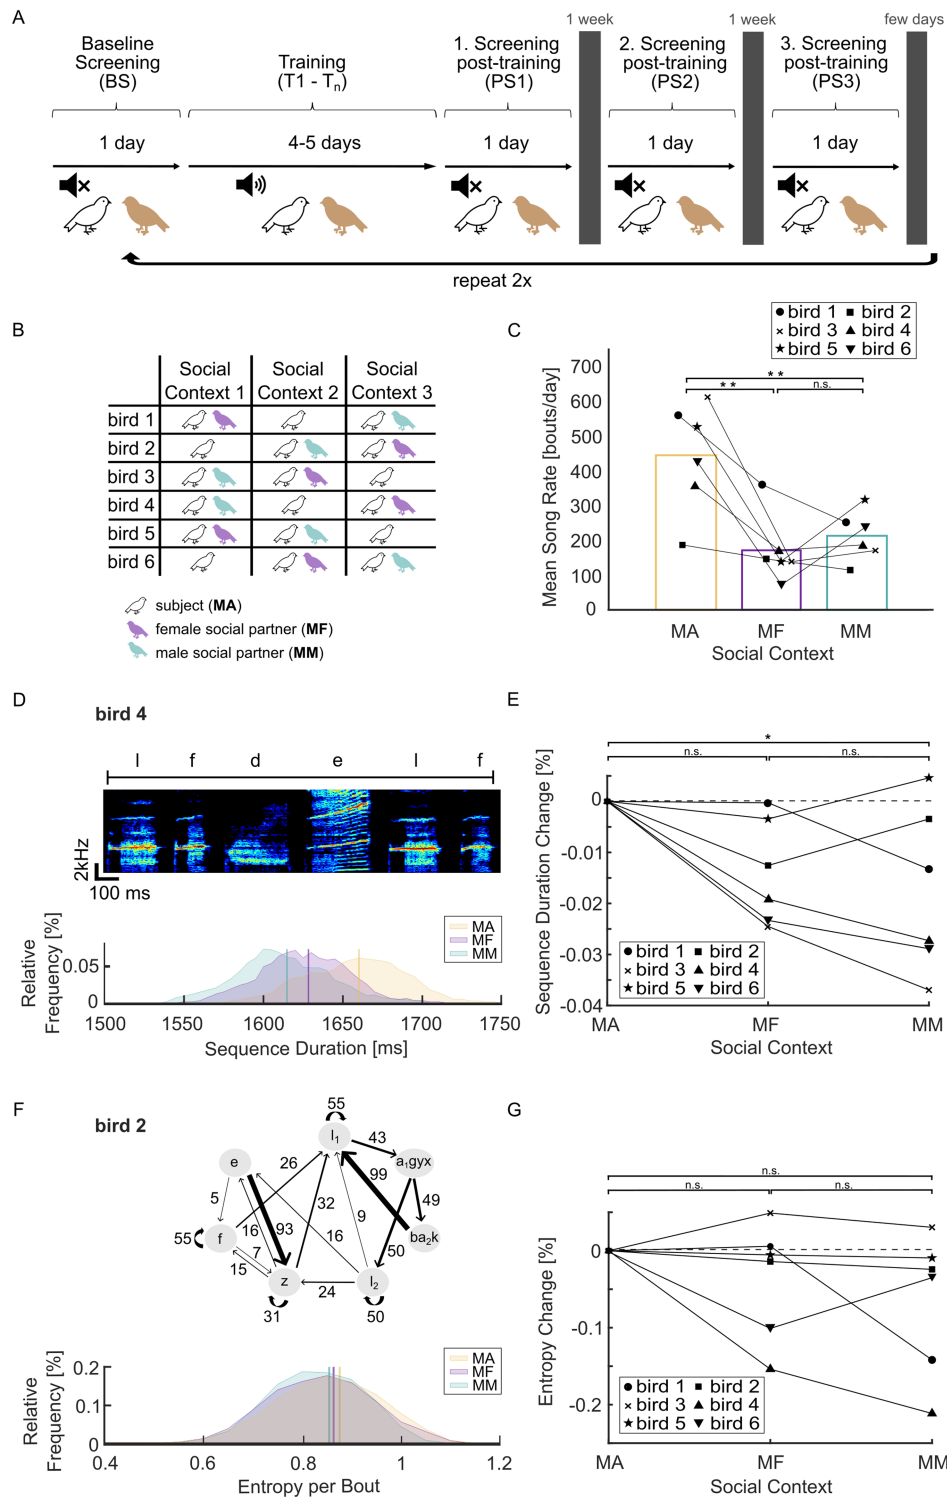 A
1 week
1 week
few days
Baseline
Screening
(BS)
Training
(T1 - Tn)
1. Screening
post-training
(PS1)
2. Screening
post-training
(PS2)
3. Screening
post-training
(PS3)
1 day
4-5 days
1 day
1 day
1 day
repeat 2x
B
Social
Context 1
Social
Context 2
Social
Context 3
bird 1
bird 2
bird 3
bird 4
bird 5
bird 6
subject (MA)
female social partner (MF)
male social partner (MM)
C
bird 1
bird 2
bird 3
bird 4
bird 5
bird 6
Mean Song Rate [bouts/day]
700
600
500
400
300
200
100
0
* *
* *
n.s.
MA
MF
MM
Social Context
D
bird 4
l f d e l f
2kHz
100 ms
Relative
Frequency [%]
0.05
0
MA
MF
MM
1500 1550 1600 1650 1700 1750
Sequence Duration [ms]
E
Sequence Duration Change [%]
*
n.s.
n.s.
0
-0.01
-0.02
-0.03
-0.04
bird 1
bird 2
bird 3
bird 4
bird 5
bird 6
MA
MF
MM
Social Context
F
bird 2
55
l1
43
a1gyx
e
26
99
49
5
32
9
16
93
16
50
ba2k
55
f
7
15
z
24
l2
31
50
Relative
Frequency [%]
0.2
0.1
0
MA
MF
MM
0.4 0.6 0.8 1 1.2
Entropy per Bout
G
Entropy Change [%]
n.s.
n.s.
n.s.
0
-0.1
-0.2
bird 1
bird 2
bird 3
bird 4
bird 5
bird 6
MA
MF
MM
Social Context